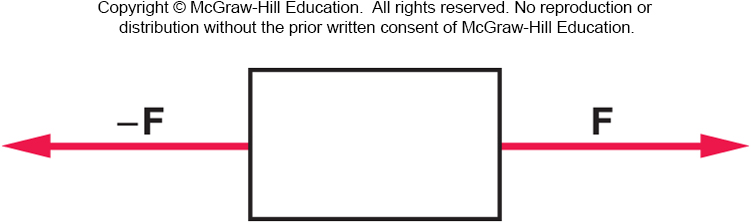 Copyright © McGraw-Hill Education.  All rights reserved. No reproduction or
distribution without the prior written consent of McGraw-Hill Education.
–F
F